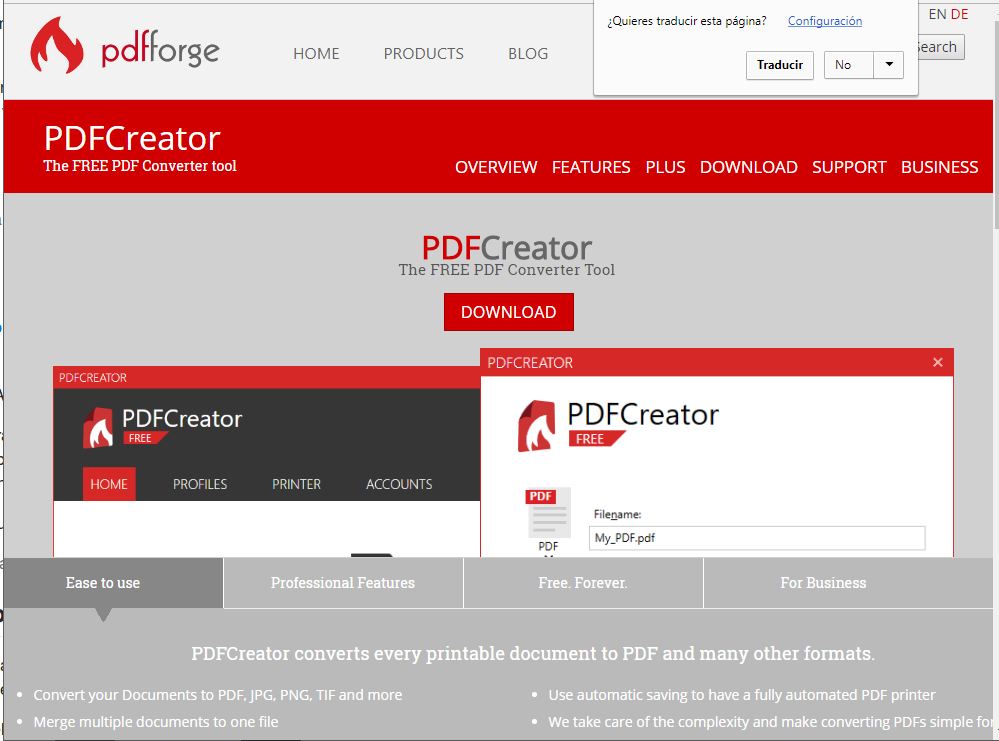 ¿Quieres traducir esta página? Configuración
EN DE
pdfforge
HOME PRODUCTS BLOG
Traducir No
Search
PDFCreator
The FREE PDF Converter tool
OVERVIEW FEATURES PLUS DOWNLOAD SUPPORT BUSINESS
PDFCreator
The FREE PDF Converter Tool
DOWNLOAD
PDFCREATOR
PDFCreator
FREE
HOME PROFILES PRINTER ACCOUNTS
PDFCREATOR
PDFCreator
FREE
PDF
PDF
Filename:
My_PDF.pdf
Ease to use Professional Features Free. Forever. For Business
PDFCreator converts every printable document to PDF and many other formats.
• Convert your Documents to PDF, JPG, PNG, TIF and more
• Merge multiple documents to one file
• Use automatic saving to have a fully automated PDF printer
• We take care of the complexity and make converting PDFs simple for